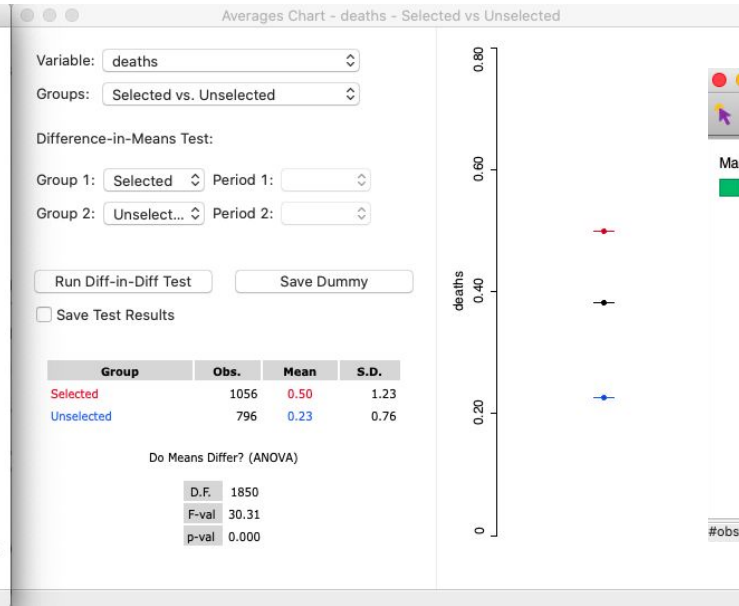 Averages Chart - deaths - Selected vs Unselected
Variable: deaths
Groups: Selected vs. Unselected
Difference-in-Means Test:
Group 1: Selected Period 1:
Group 2: Unselect... Period 2:
Run Diff-in-Diff Test Save Dummy
Save Test Results
Group Obs. Mean S.D.
Selected 1056 0.50 1.23
Unselected 796 0.23 0.76
Do Means Differ? (ANOVA)
D.F. 1850
F-val 30.31
p-val 0.000
deaths
0.80
0.60
0.40
0.20
0
Ma
#obs